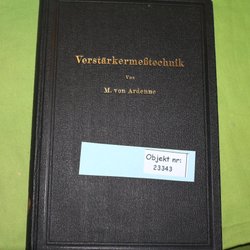 Verstärkermeßtechnik
Von
M. von Ardenne
Objekt nr:
23343